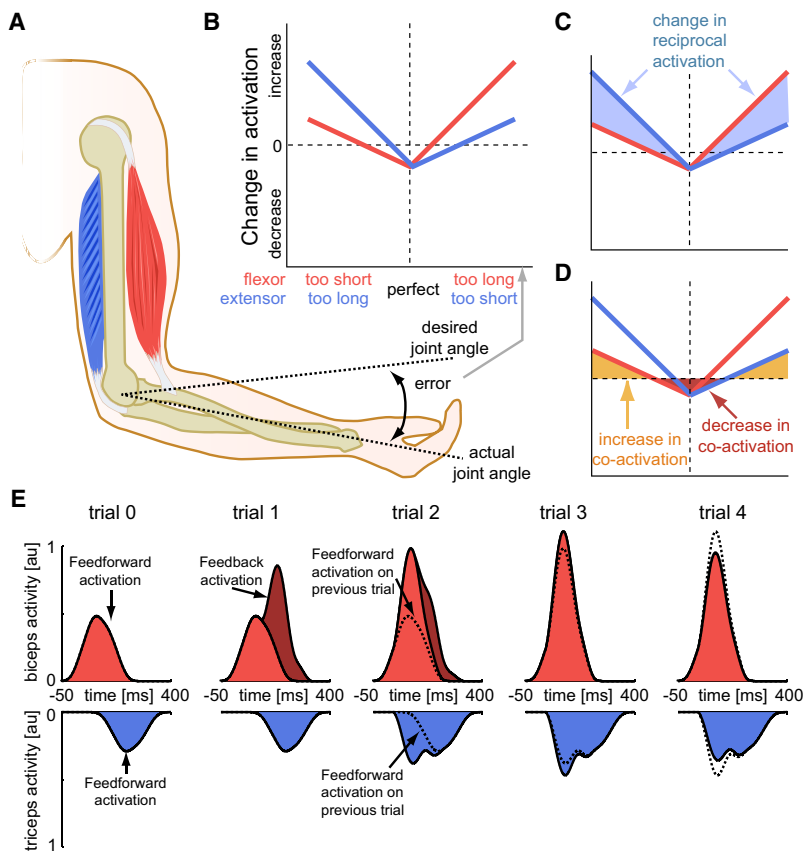 A
B
Change in activation
increase
0
decrease
flexor too short perfect too long
extensor too long too short
desired
joint angle
error
actual
joint angle
C
change in
reciprocal
activation
D
increase in
co-activation
decrease in
co-activation
E
trial 0 trial 1 trial 2 trial 3 trial 4
biceps activity [au]
1
0
Feedforward
activation
Feedback
activation
Feedforward
activation on
previous trial
-50 time [ms] 400 -50 time [ms] 400 -50 time [ms] 400 -50 time [ms] 400 -50 time [ms] 400
triceps activity [au]
0
1
Feedforward
activation
Feedforward
activation on
previous trial